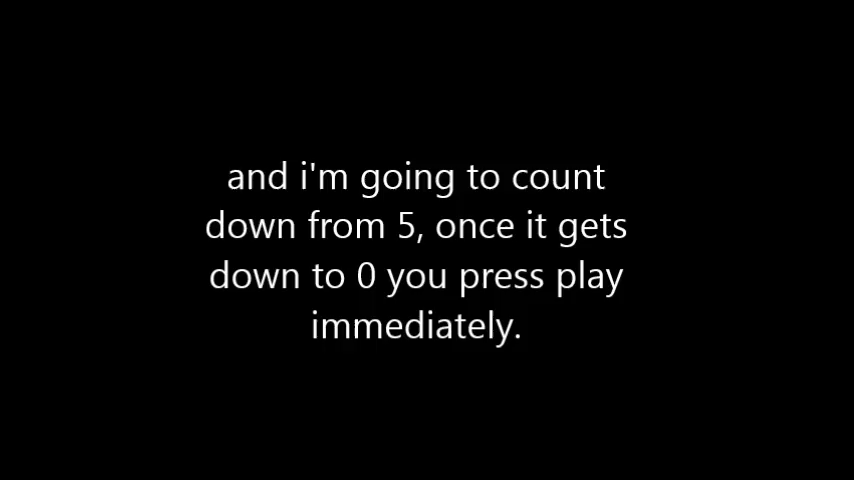 and i'm going to count
down from 5, once it gets
down to 0 you press play
immediately.